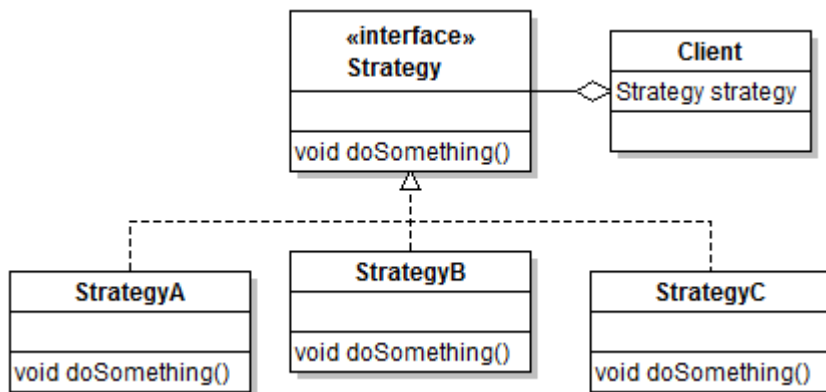 «interface»
Strategy
void doSomething()
Client
Strategy strategy
StrategyA
void doSomething()
StrategyB
void doSomething()
StrategyC
void doSomething()